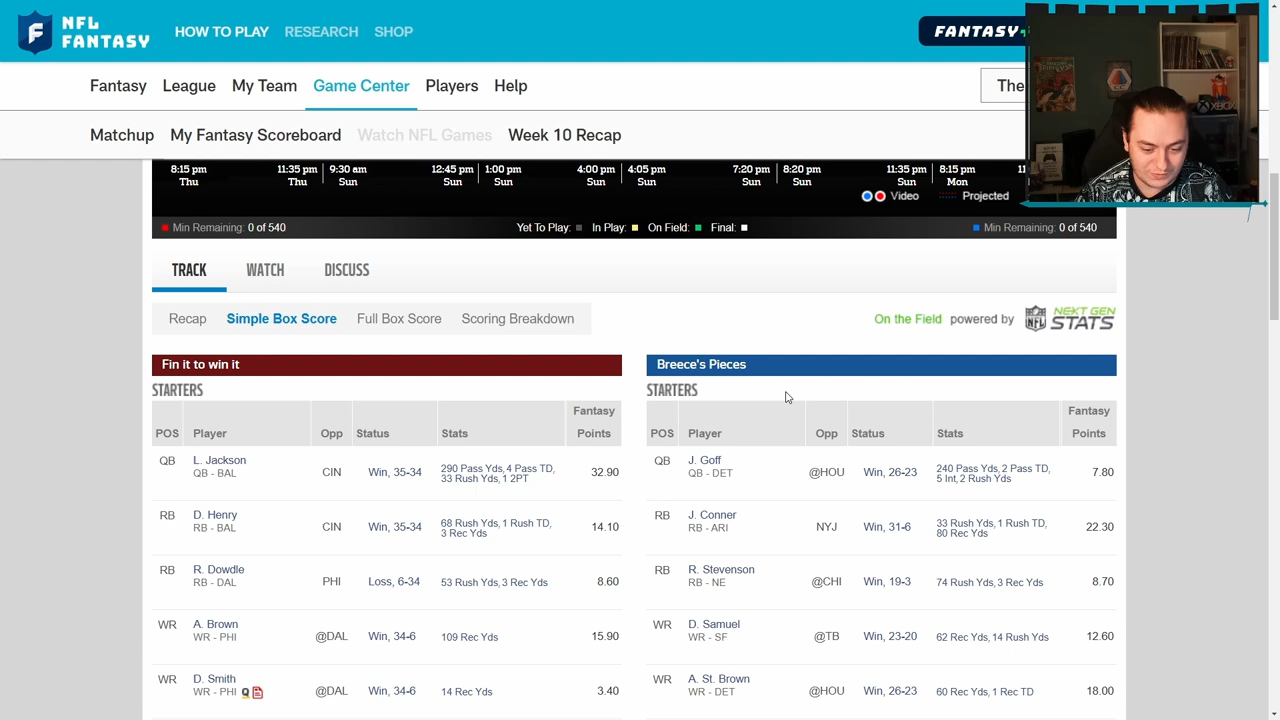 NFL
FANTASY
HOW TO PLAY RESEARCH SHOP
FANTASY+
Fantasy League My Team Game Center Players Help
The
Matchup My Fantasy Scoreboard Watch NFL Games Week 10 Recap
8:15 pm 11:35 pm 9:30 am 12:45 pm 1:00 pm 4:00 pm 4:05 pm 7:20 pm 8:20 pm 11:35 pm 8:15 pm 11
Thu Thu Sun Sun Sun Sun Sun Sun Sun Sun Mon
Video Projected
Min Remaining: 0 of 540 Yet To Play: In Play: On Field: Final: Min Remaining: 0 of 540
TRACK WATCH DISCUSS
Recap Simple Box Score Full Box Score Scoring Breakdown
On the Field powered by NFL NEXT GEN STATS
Fin it to win it
STARTERS
POS Player Opp Status Stats Fantasy Points
QB L. Jackson QB - BAL CIN Win, 35-34 290 Pass Yds, 4 Pass TD, 33 Rush Yds, 1 2PT 32.90
RB D. Henry RB - BAL CIN Win, 35-34 68 Rush Yds, 1 Rush TD, 3 Rec Yds 14.10
RB R. Dowdle RB - DAL PHI Loss, 6-34 53 Rush Yds, 3 Rec Yds 8.60
WR A. Brown WR - PHI @DAL Win, 34-6 109 Rec Yds 15.90
WR D. Smith WR - PHI Q @DAL Win, 34-6 14 Rec Yds 3.40
Breece's Pieces
STARTERS
POS Player Opp Status Stats Fantasy Points
QB J. Goff QB - DET @HOU Win, 26-23 240 Pass Yds, 2 Pass TD, 5 Int, 2 Rush Yds 7.80
RB J. Conner RB - ARI NYJ Win, 31-6 33 Rush Yds, 1 Rush TD, 80 Rec Yds 22.30
RB R. Stevenson RB - NE @CHI Win, 19-3 74 Rush Yds, 3 Rec Yds 8.70
WR D. Samuel WR - SF @TB Win, 23-20 62 Rec Yds, 14 Rush Yds 12.60
WR A. St. Brown WR - DET @HOU Win, 26-23 60 Rec Yds, 1 Rec TD 18.00
XBOX